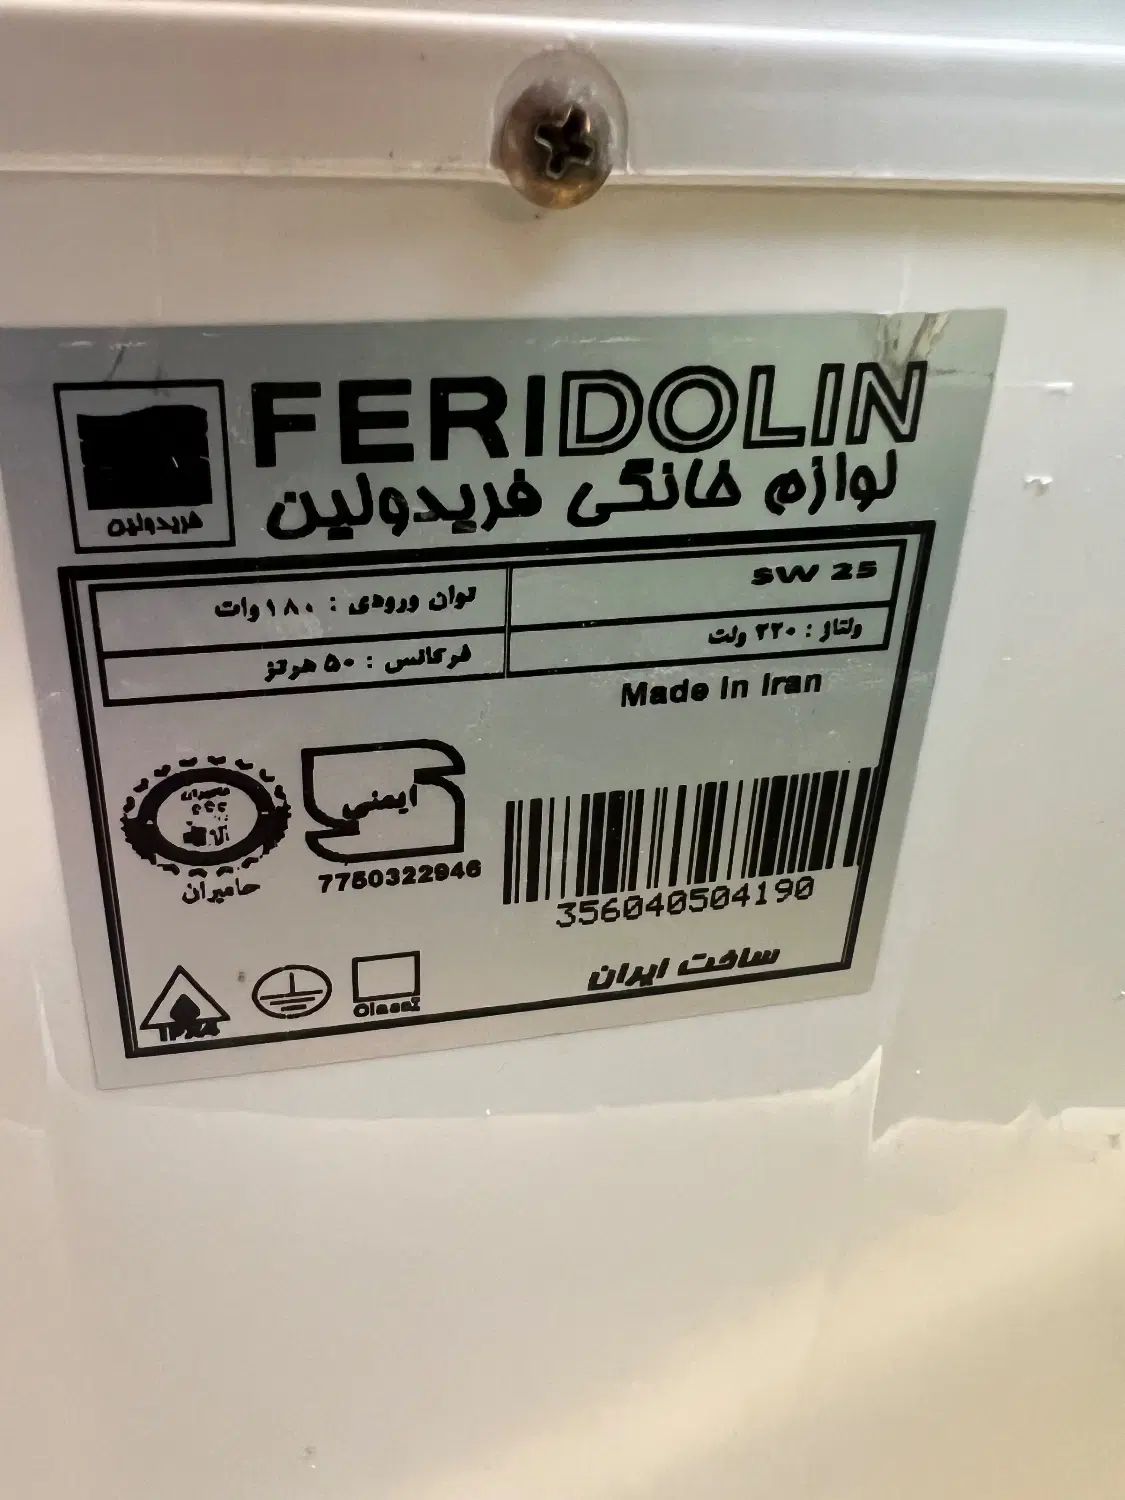 FERIDOLIN
لوازم خانگی فریدولین
فریدولین
SW 25
توان ورودی : ۱۸۰ وات
ولتاژ : ۲۲۰ ولت
فرکانس : ۵۰ هرتز
Made In Iran
ایمنی
7750322946
حامیران
356040504190
ساخت ایران
IPX4
ClassI